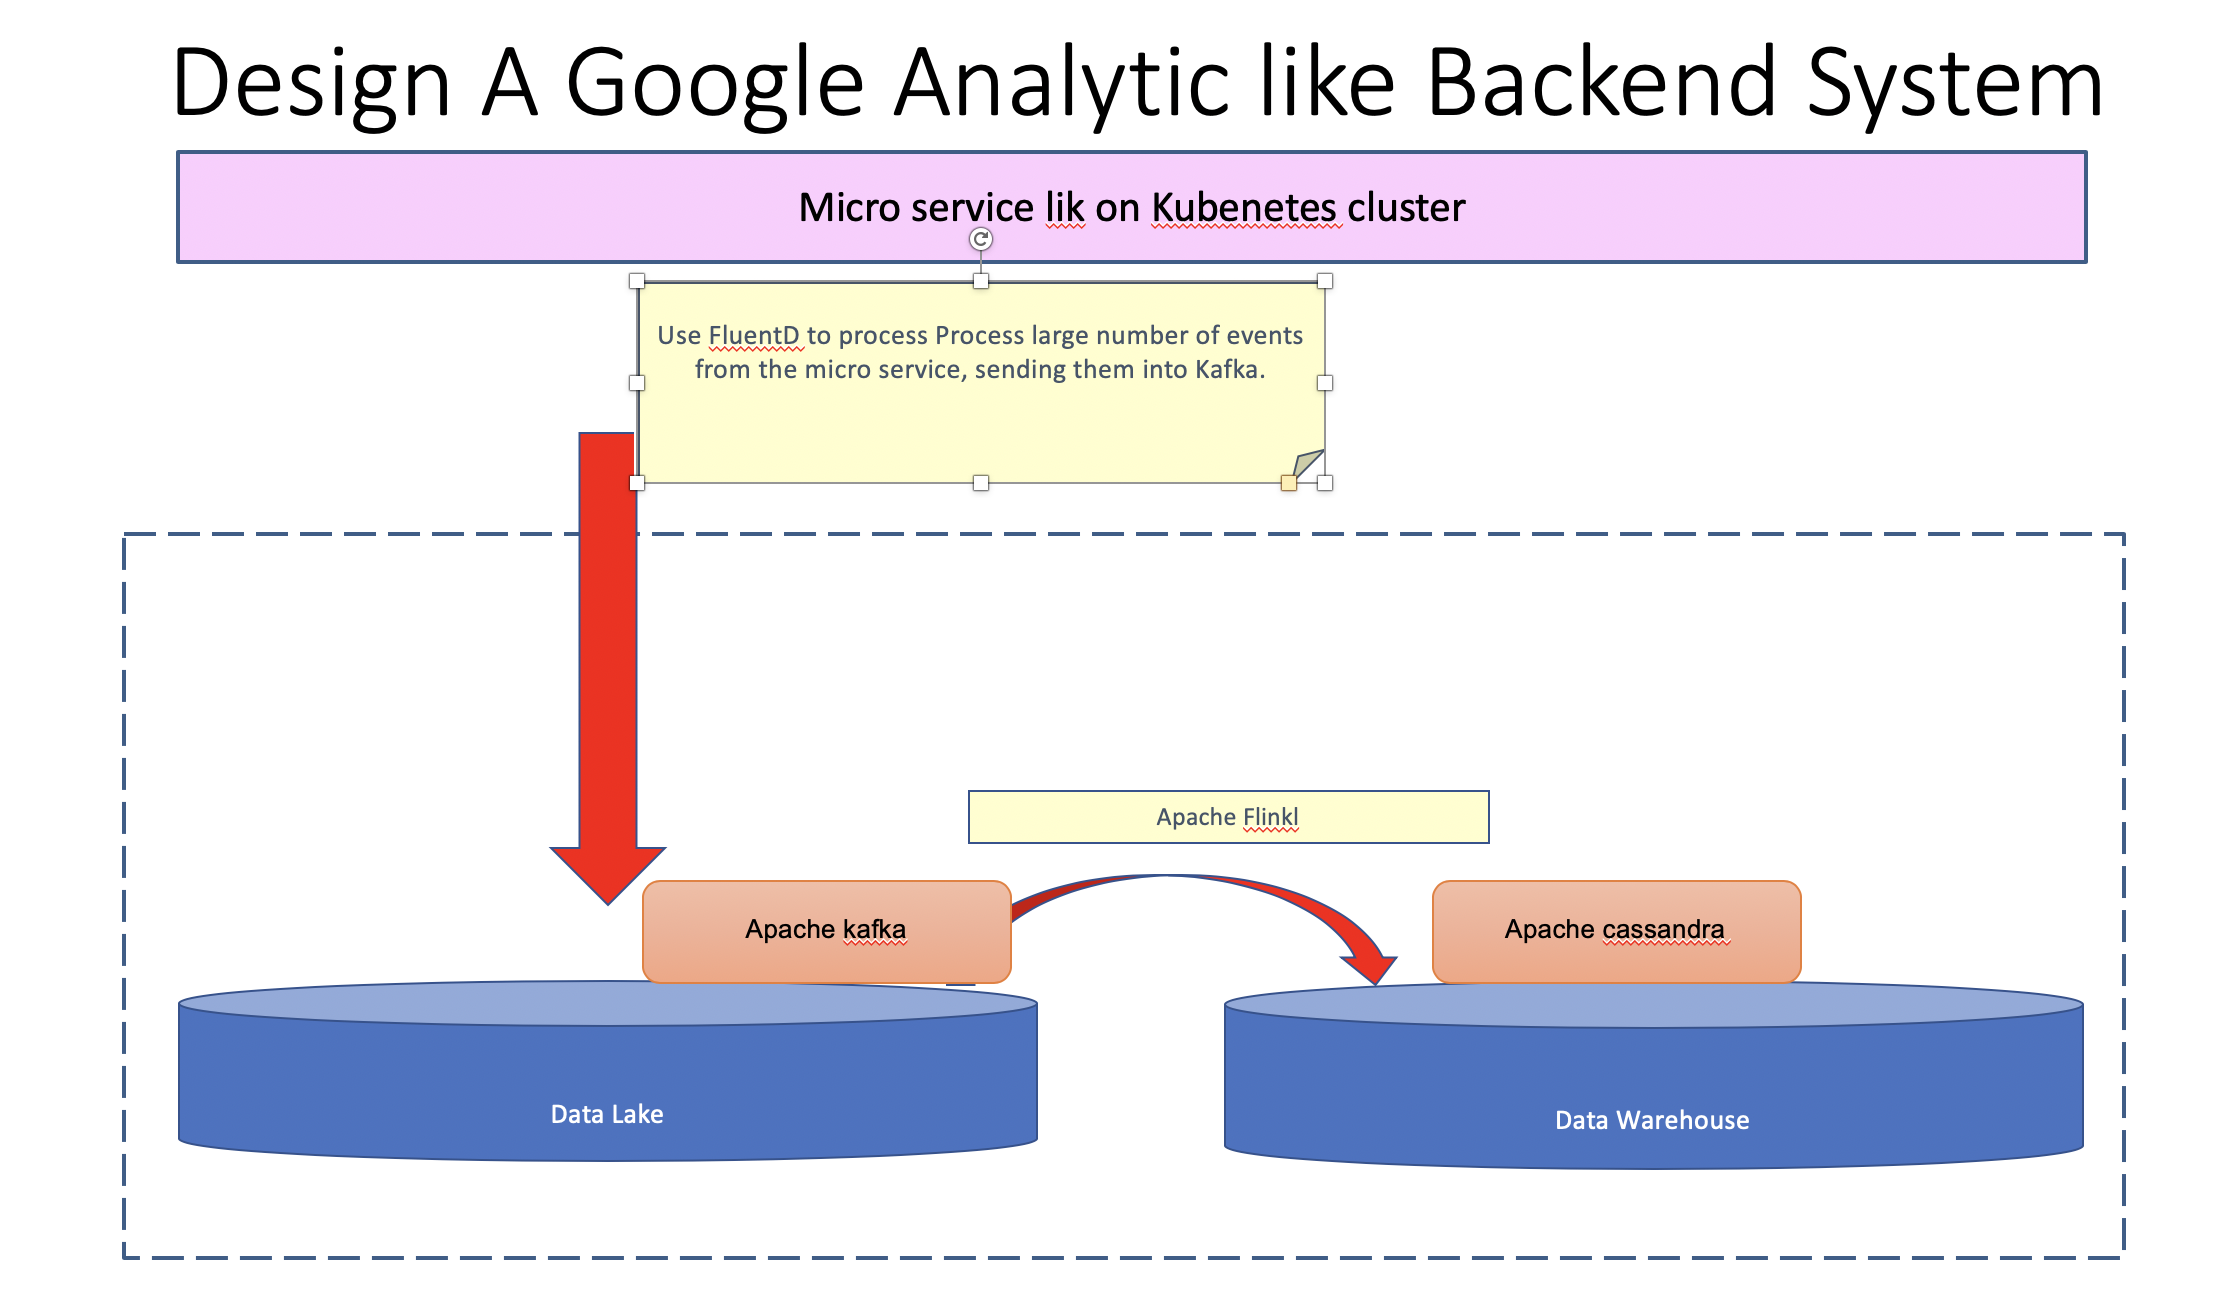 Design A Google Analytic like Backend System
Micro service lik on Kubenetes cluster
Use FluentD to process Process large number of events
from the micro service, sending them into Kafka.
Apache Flinkl
Apache kafka
Apache cassandra
Data Lake
Data Warehouse